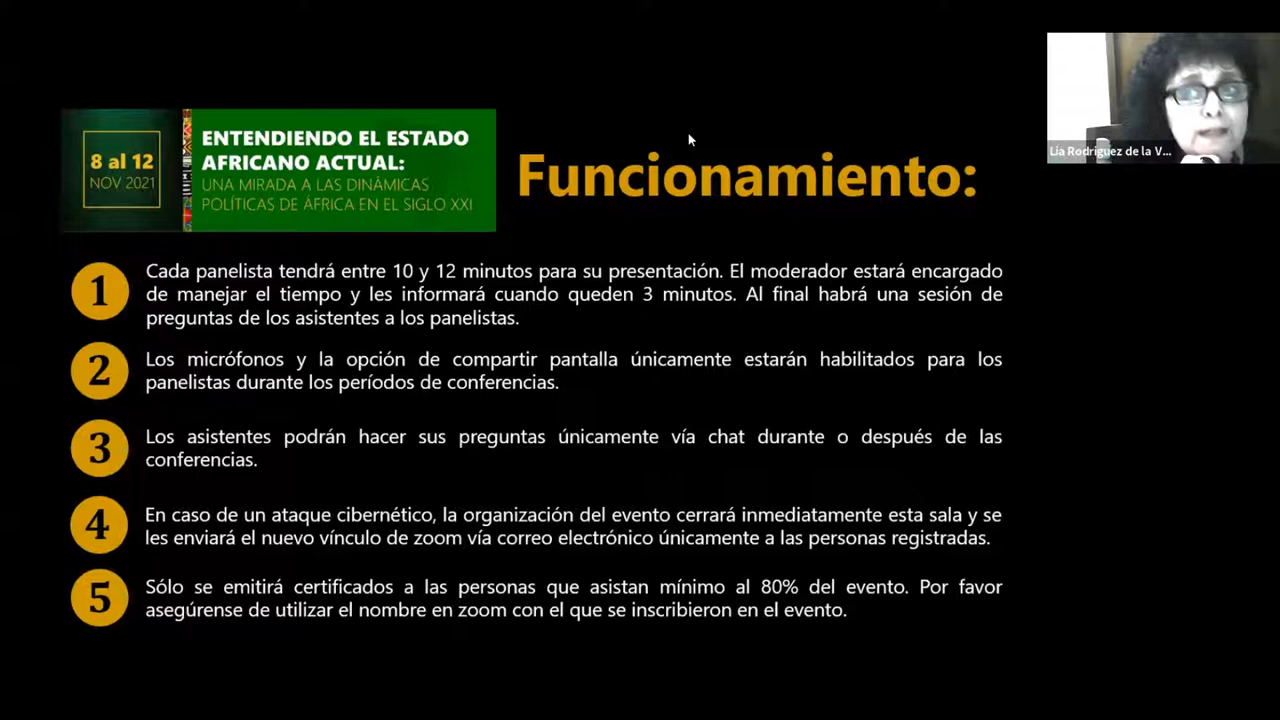 8 al 12
NOV 2021
ENTENDIENDO EL ESTADO
AFRICANO ACTUAL:
UNA MIRADA A LAS DINÁMICAS
POLÍTICAS DE ÁFRICA EN EL SIGLO XXI
Funcionamiento:
Lía Rodriguez de la V...
1
Cada panelista tendrá entre 10 y 12 minutos para su presentación. El moderador estará encargado
de manejar el tiempo y les informará cuando queden 3 minutos. Al final habrá una sesión de
preguntas de los asistentes a los panelistas.
2
Los micrófonos y la opción de compartir pantalla únicamente estarán habilitados para los
panelistas durante los períodos de conferencias.
3
Los asistentes podrán hacer sus preguntas únicamente vía chat durante o después de las
conferencias.
4
En caso de un ataque cibernético, la organización del evento cerrará inmediatamente esta sala y se
les enviará el nuevo vínculo de zoom vía correo electrónico únicamente a las personas registradas.
5
Sólo se emitirá certificados a las personas que asistan mínimo al 80% del evento. Por favor
asegúrense de utilizar el nombre en zoom con el que se inscribieron en el evento.